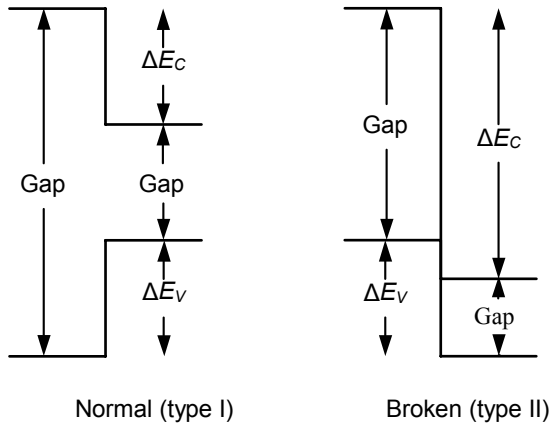 ΔE_C
Gap
Gap
ΔE_V
Normal (type I)
Gap
ΔE_C
ΔE_V
Gap
Broken (type II)